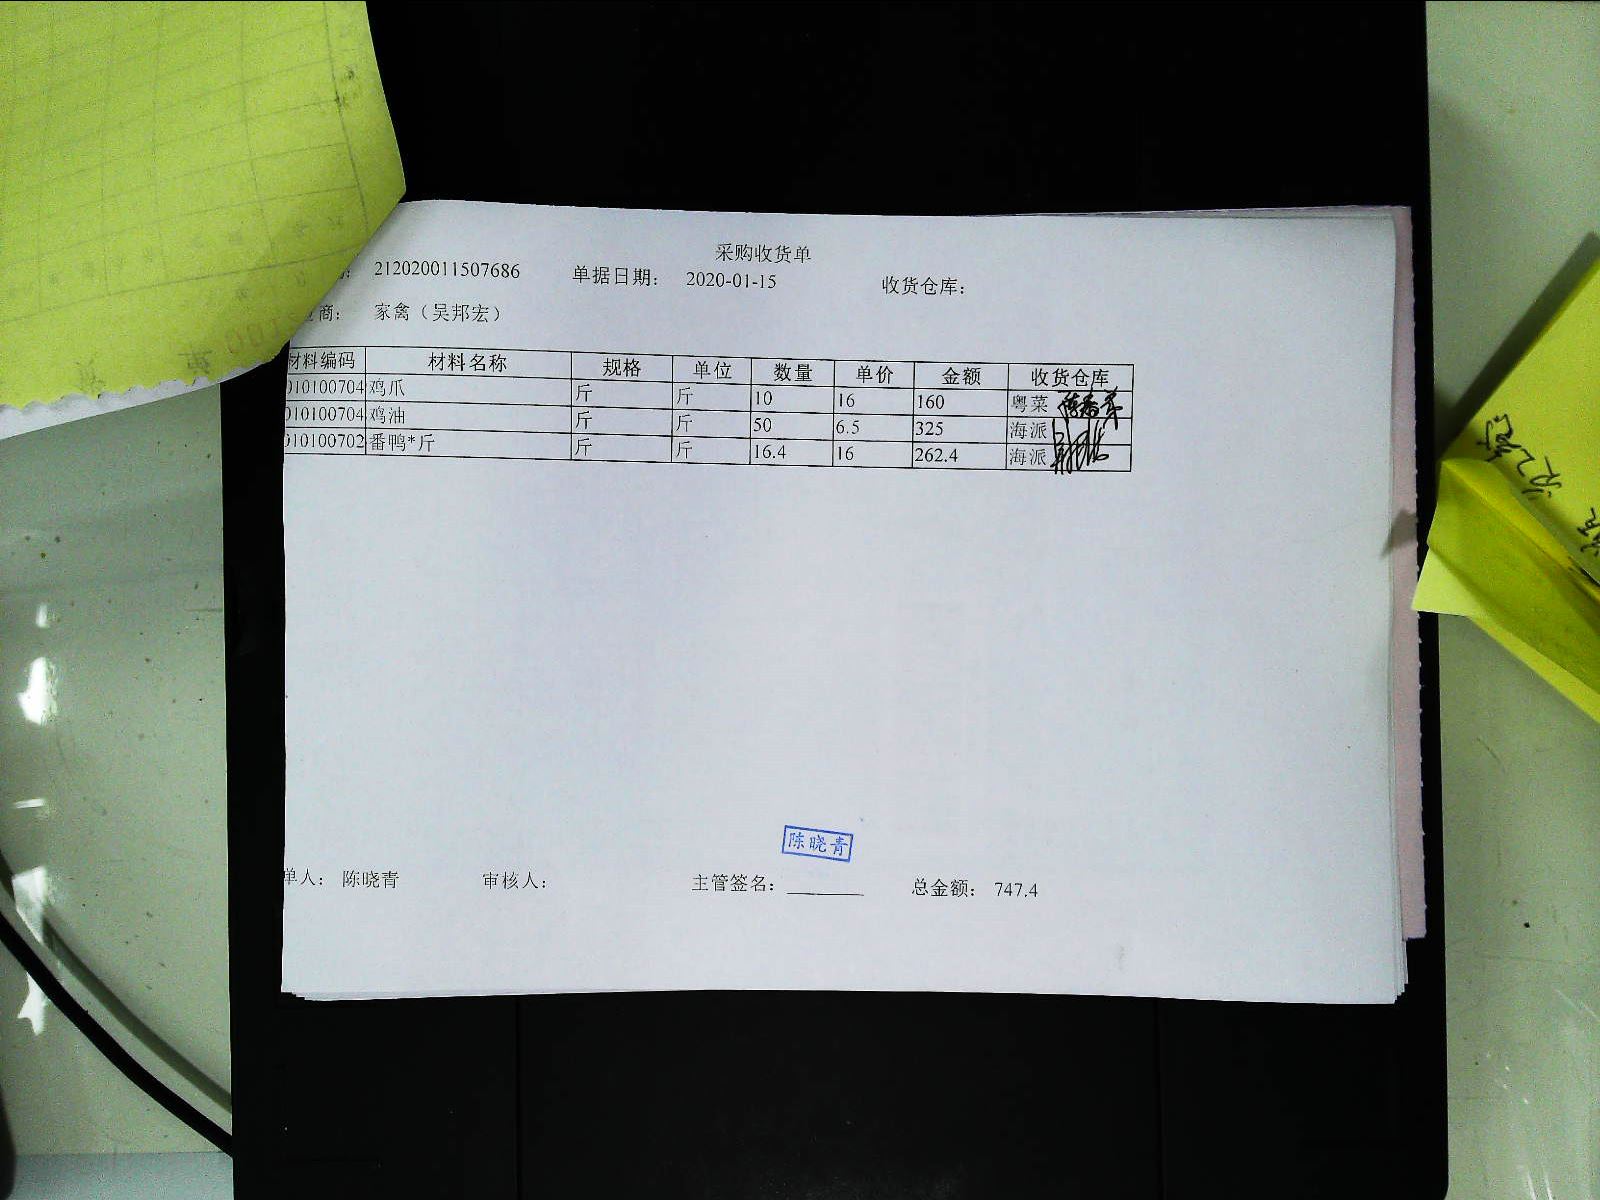 采购收货单
212020011507686 单据日期： 2020-01-15 收货仓库：
商： 家禽（吴邦宏）
材料编码 材料名称 规格 单位 数量 单价 金额 收货仓库
010100704 鸡爪 斤 斤 10 16 160 粤菜
010100704 鸡油 斤 斤 50 6.5 325 海派
010100702 番鸭*斤 斤 斤 16.4 16 262.4 海派
陈晓青
单人： 陈晓青 审核人： 主管签名： 总金额： 747.4